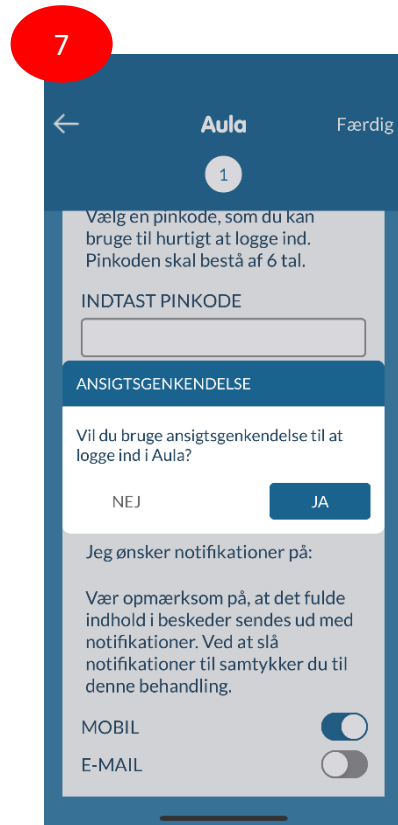 7
Aula
Færdig
1
Vælg en pinkode, som du kan
bruge til hurtigt at logge ind.
Pinkoden skal bestå af 6 tal.
INDTAST PINKODE
ANSIGTSGENKENDELSE
Vil du bruge ansigtsgenkendelse til at
logge ind i Aula?
NEJ
JA
Jeg ønsker notifikationer på:
Vær opmærksom på, at det fulde
indhold i beskeder sendes ud med
notifikationer. Ved at slå
notifikationer til samtykker du til
denne behandling.
MOBIL
E-MAIL